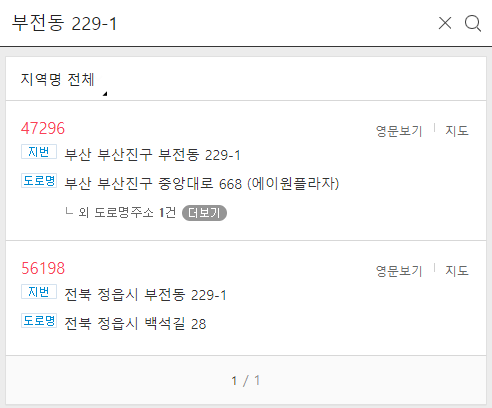 부전동 229-1
지역명 전체
47296
영문보기 지도
지번 부산 부산진구 부전동 229-1
도로명 부산 부산진구 중앙대로 668 (에이원플라자)
└ 외 도로명주소 1건 더보기
56198
영문보기 지도
지번 전북 정읍시 부전동 229-1
도로명 전북 정읍시 백석길 28
1 / 1